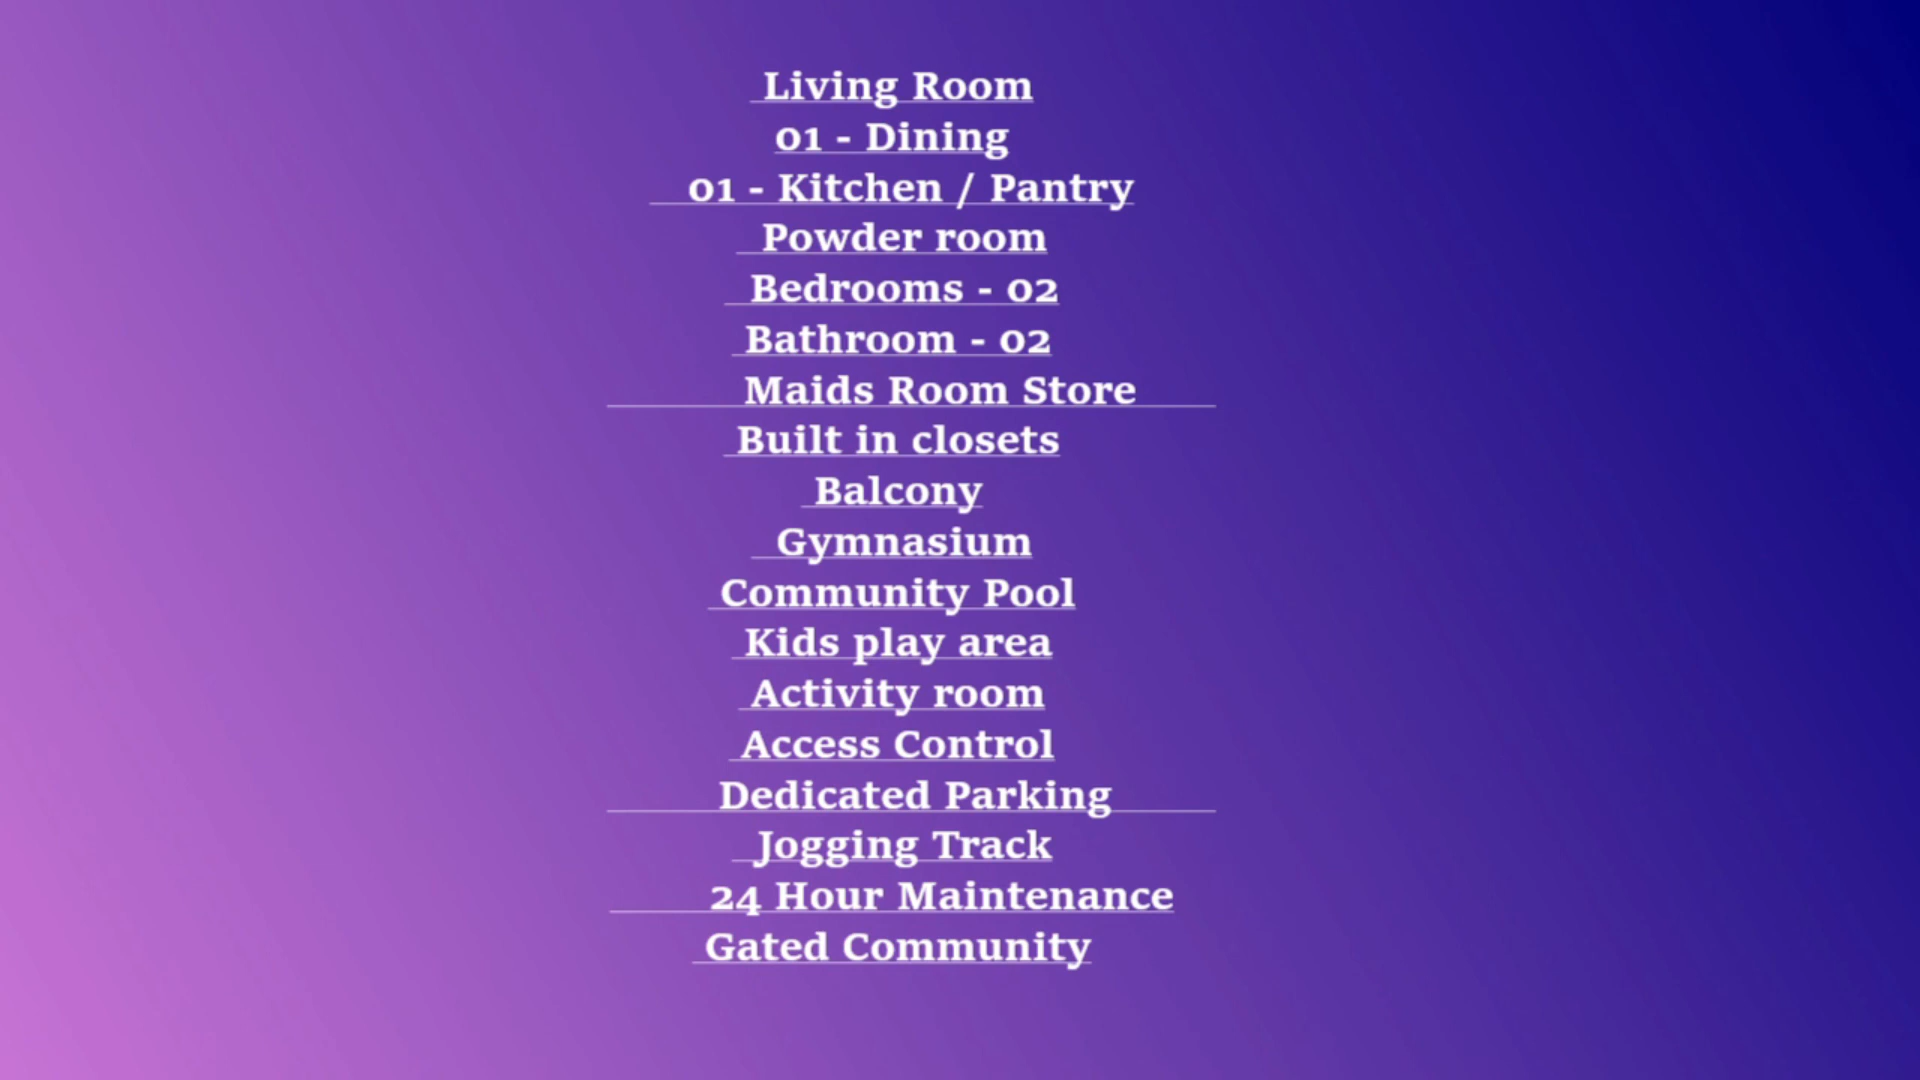 Living Room
01 - Dining
01 - Kitchen / Pantry
Powder room
Bedrooms - 02
Bathroom - 02
Maids Room Store
Built in closets
Balcony
Gymnasium
Community Pool
Kids play area
Activity room
Access Control
Dedicated Parking
Jogging Track
24 Hour Maintenance
Gated Community